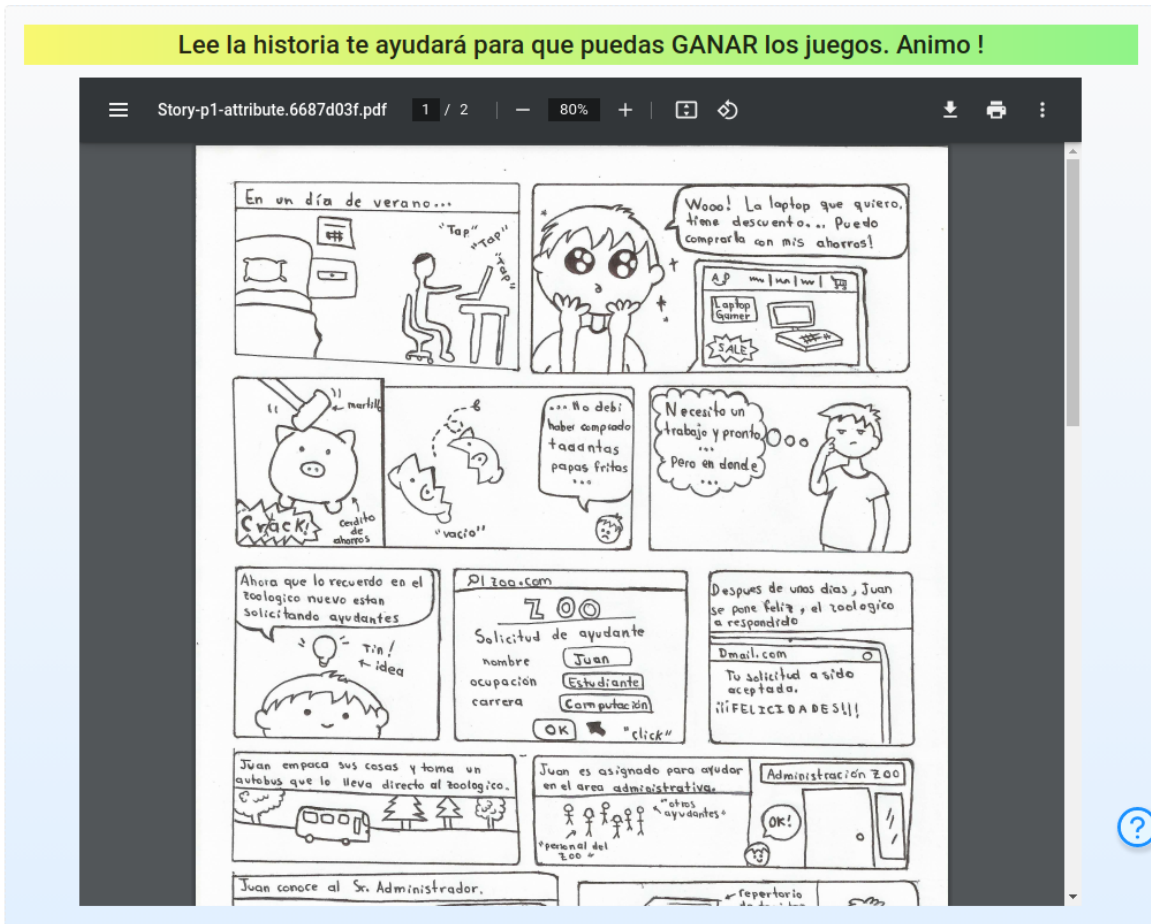 Lee la historia te ayudará para que puedas GANAR los juegos. Animo !
Story-p1-attribute.6687d03f.pdf
1 / 2
80%
En un día de verano...
"Tap"
"Tap"
"Tap"
Wooo! La laptop que quiero,
tiene descuento... Puedo
comprarla con mis ahorros!
Laptop
Gamer
SALE
martillo
Crack!
cerdito
de
ahorros
"vacio"
... No debi
haber comprado
taaantas
papas fritas
...
Necesito un
trabajo y pronto
...
Pero en donde
...
Ahora que lo recuerdo en el
zoologico nuevo estan
solicitando ayudantes
Tin!
idea
zoo.com
ZOO
Solicitud de ayudante
nombre Juan
ocupación Estudiante
carrera Computación
OK
"click"
Despues de unos dias, Juan
se pone feliz, el zoologico
a respondido
Dmail.com
Tu solicitud a sido
aceptada.
¡¡¡FELICIDADES!!!
Juan empaca sus cosas y toma un
autobus que lo lleva directo al zoologico.
Juan es asignado para ayudar
en el area administrativa.
"otros
ayudantes"
"personal del
zoo"
Administración ZOO
OK!
Juan conoce al Sr. Administrador.
repertorio
?